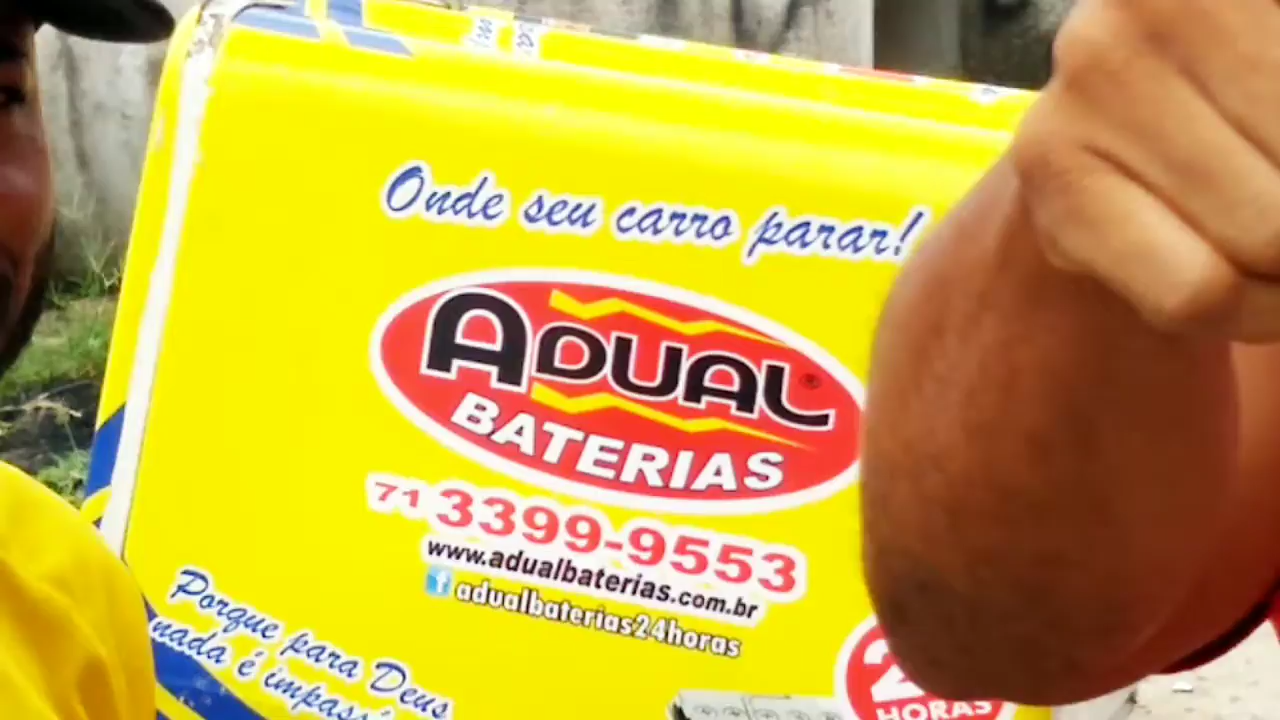 Onde seu carro parar!
ADUAL®
BATERIAS
71 3399-9553
www.adualbaterias.com.br
adualbaterias24horas
Porque para Deus
nada é
HORAS